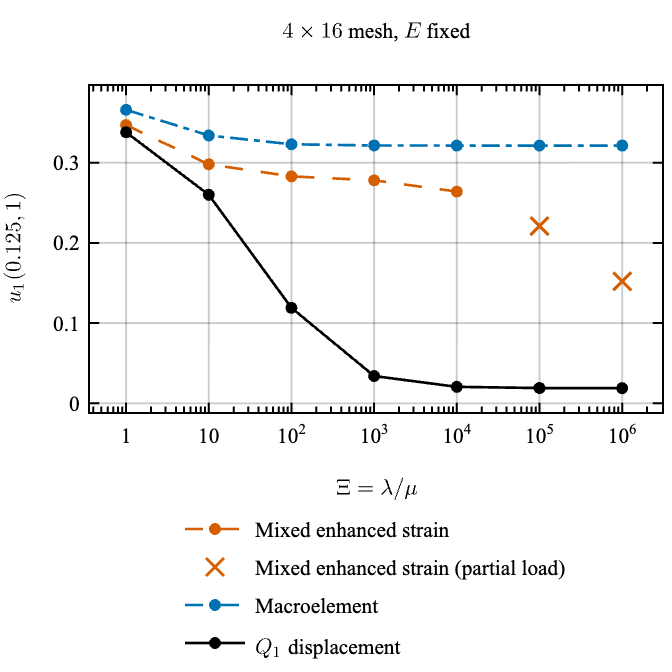 4 × 16 mesh, E fixed
u₁(0.125, 1)
0.3
0.2
0.1
0
1 10 10² 10³ 10⁴ 10⁵ 10⁶
Ξ = λ/μ
Mixed enhanced strain
Mixed enhanced strain (partial load)
Macroelement
Q₁ displacement